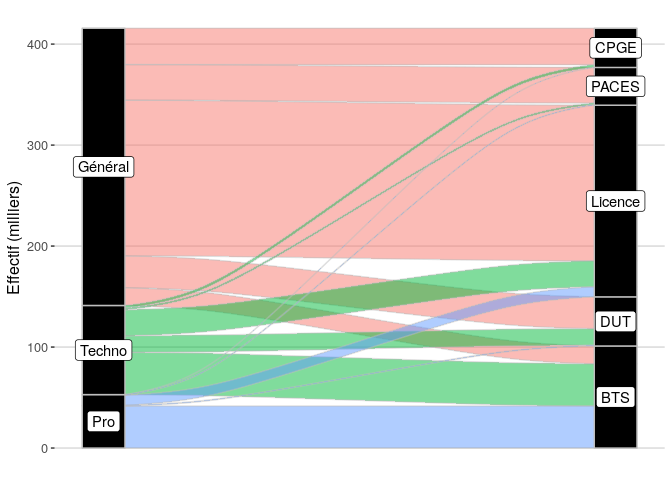 Effectif (milliers)
400
300
200
100
0
Général
Techno
Pro
CPGE
PACES
Licence
DUT
BTS